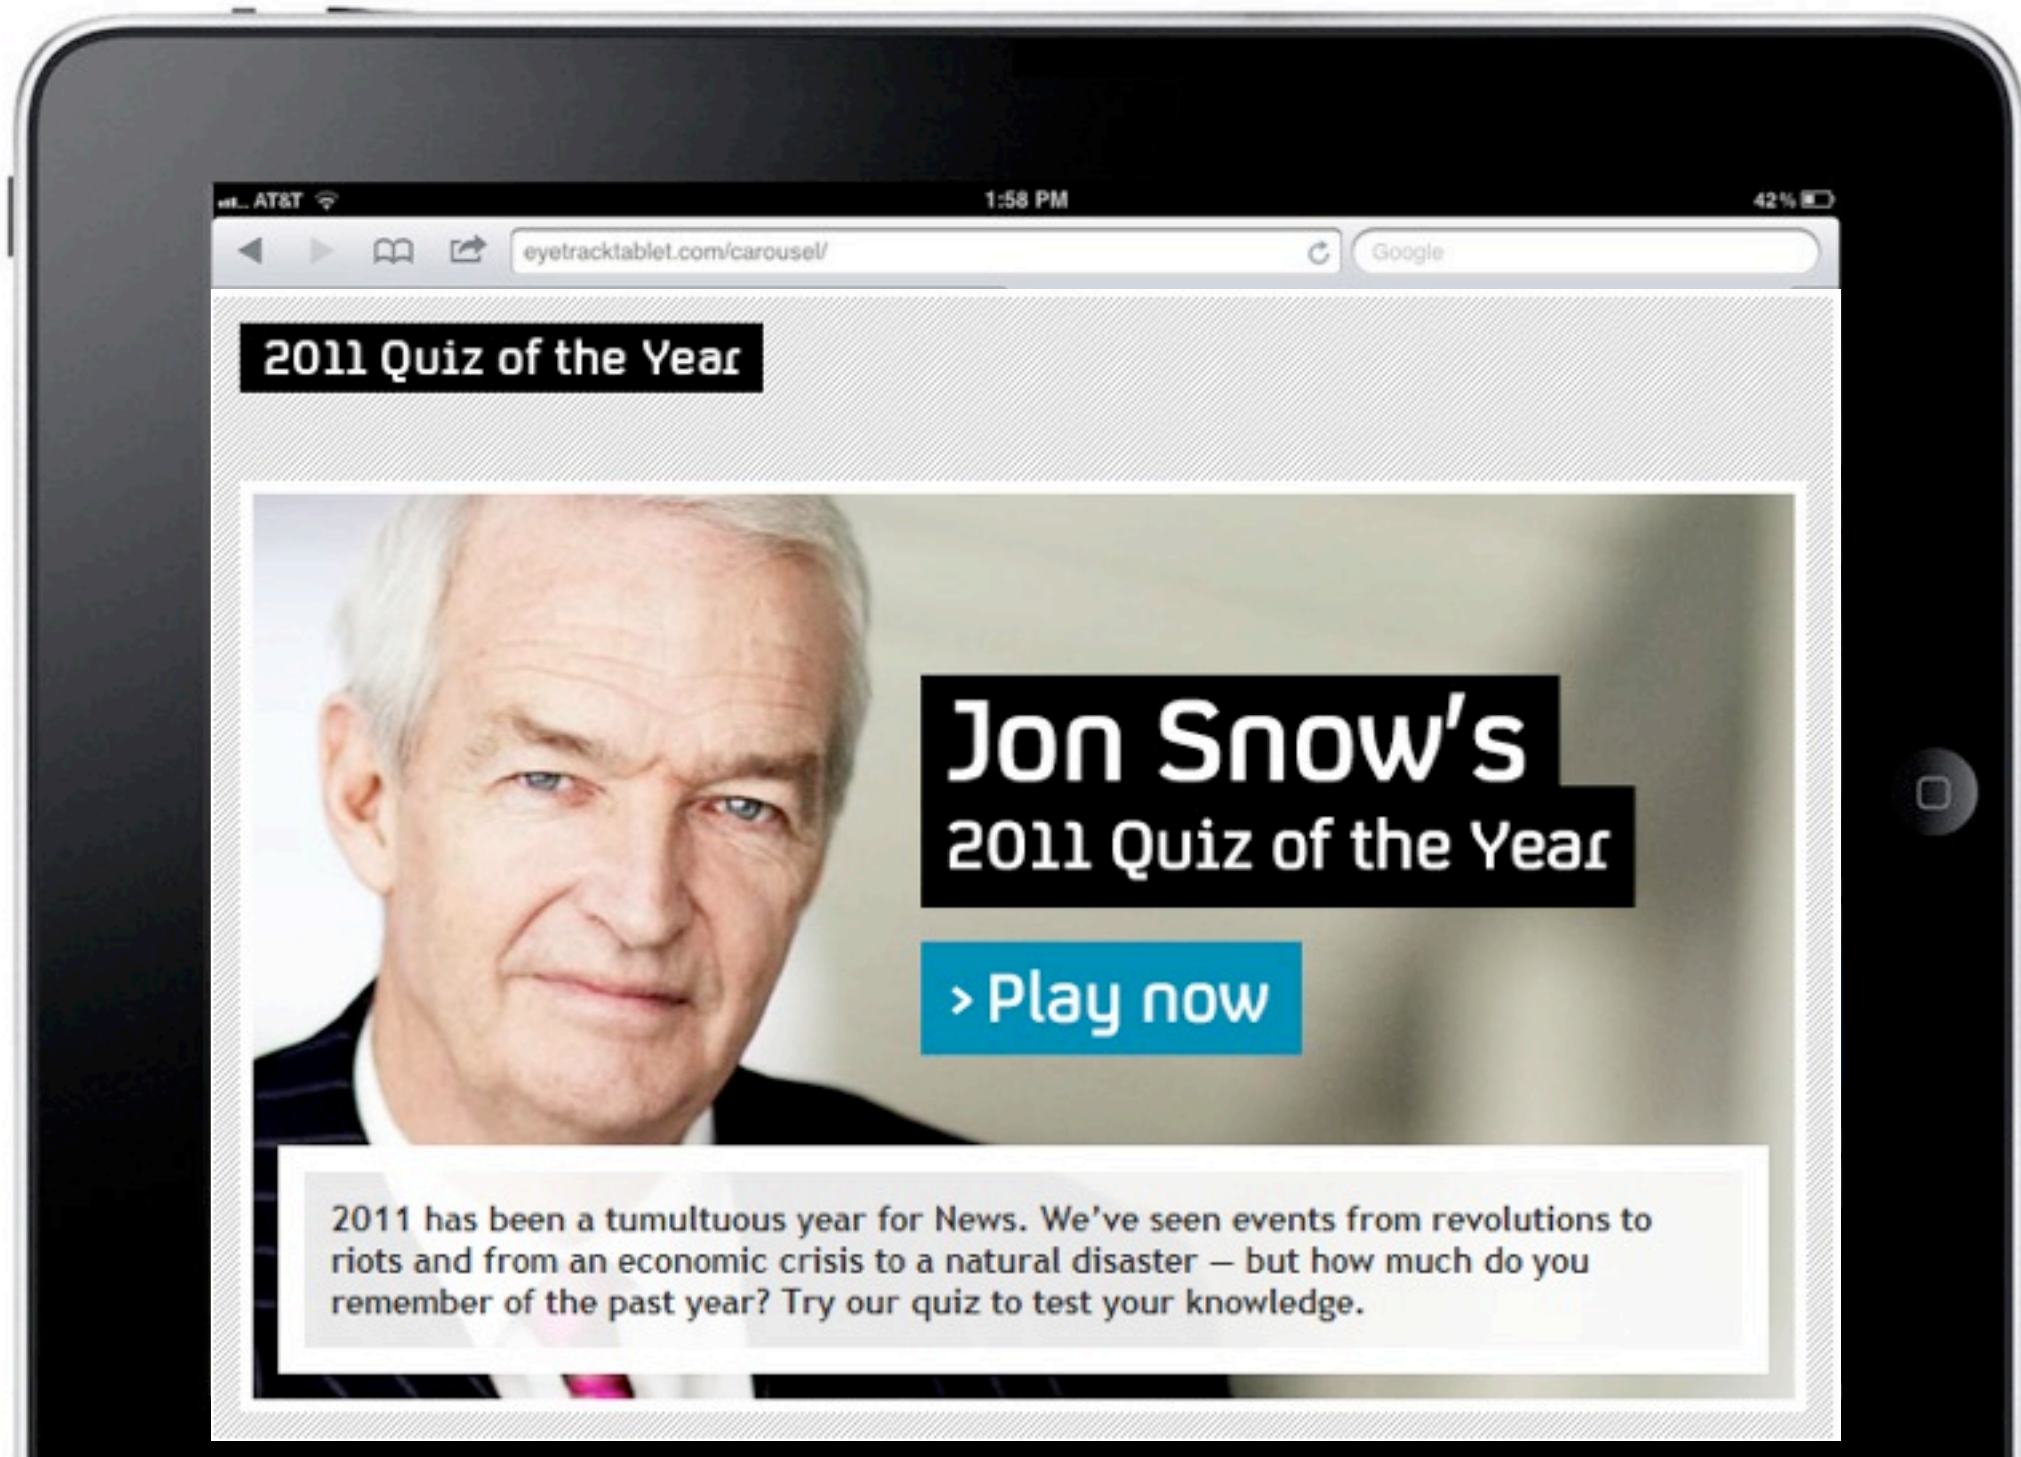 AT&T 1:58 PM 42%
eyetracktablet.com/carousel/ Google
2011 Quiz of the Year
Jon Snow's
2011 Quiz of the Year
> Play now
2011 has been a tumultuous year for News. We've seen events from revolutions to
riots and from an economic crisis to a natural disaster — but how much do you
remember of the past year? Try our quiz to test your knowledge.